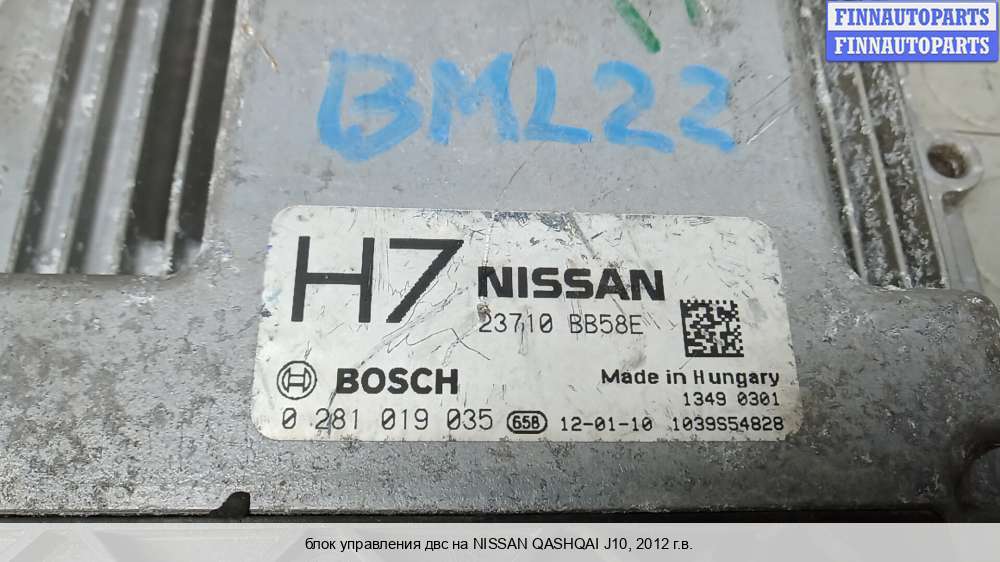 FINNAUTOPARTS
FINNAUTOPARTS
BML22
H7
NISSAN
23710 BB58E
BOSCH
Made in Hungary
1349 0301
0 281 019 035 65B 12-01-10 1039S54828
блок управления двс на NISSAN QASHQAI J10, 2012 г.в.